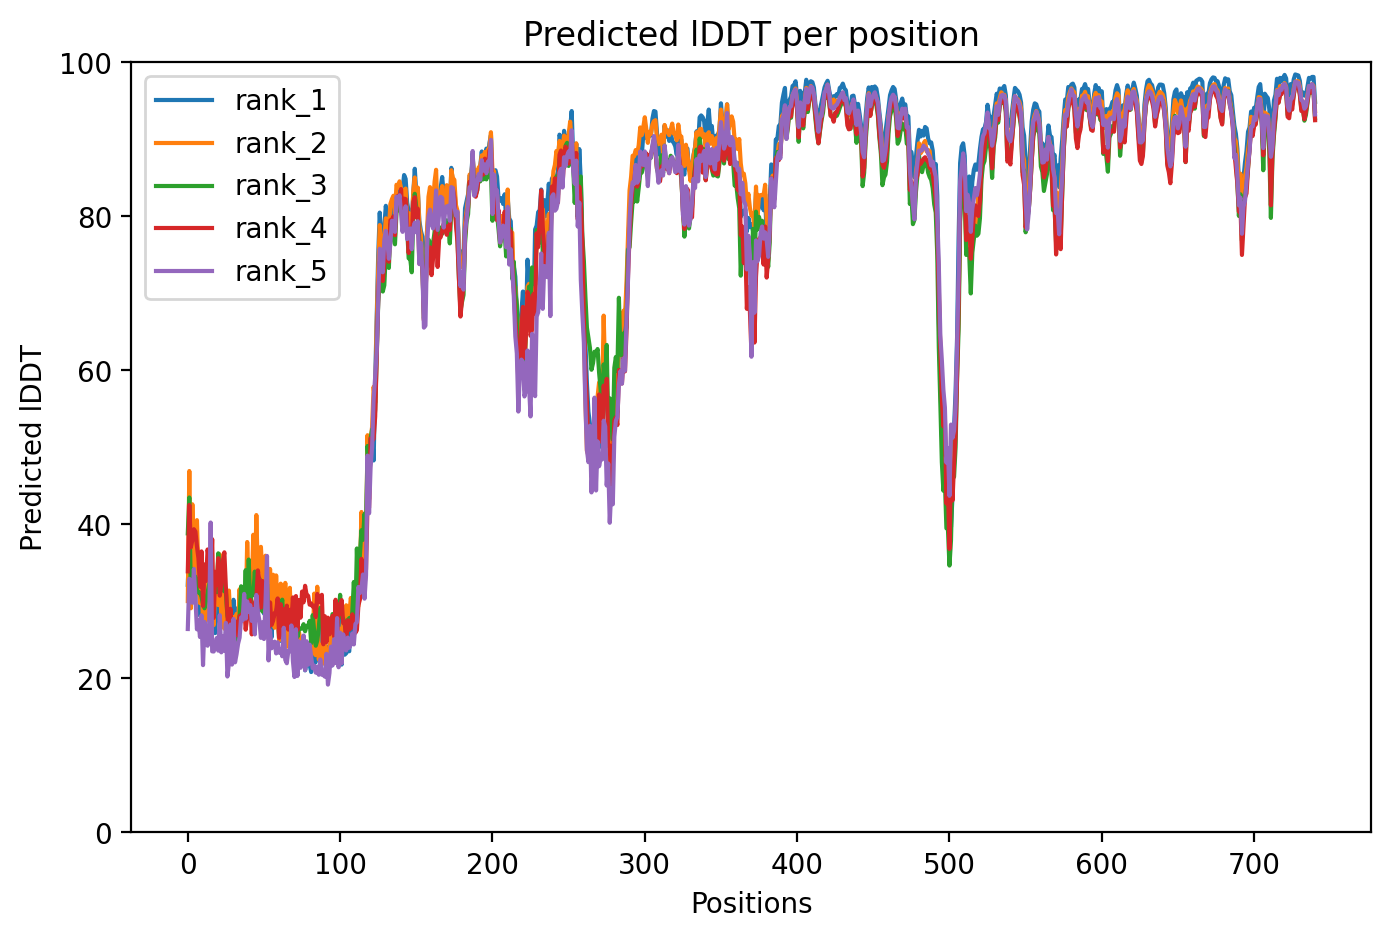 Predicted lDDT per position
100
80
60
40
20
0
Predicted lDDT
rank_1
rank_2
rank_3
rank_4
rank_5
0 100 200 300 400 500 600 700
Positions